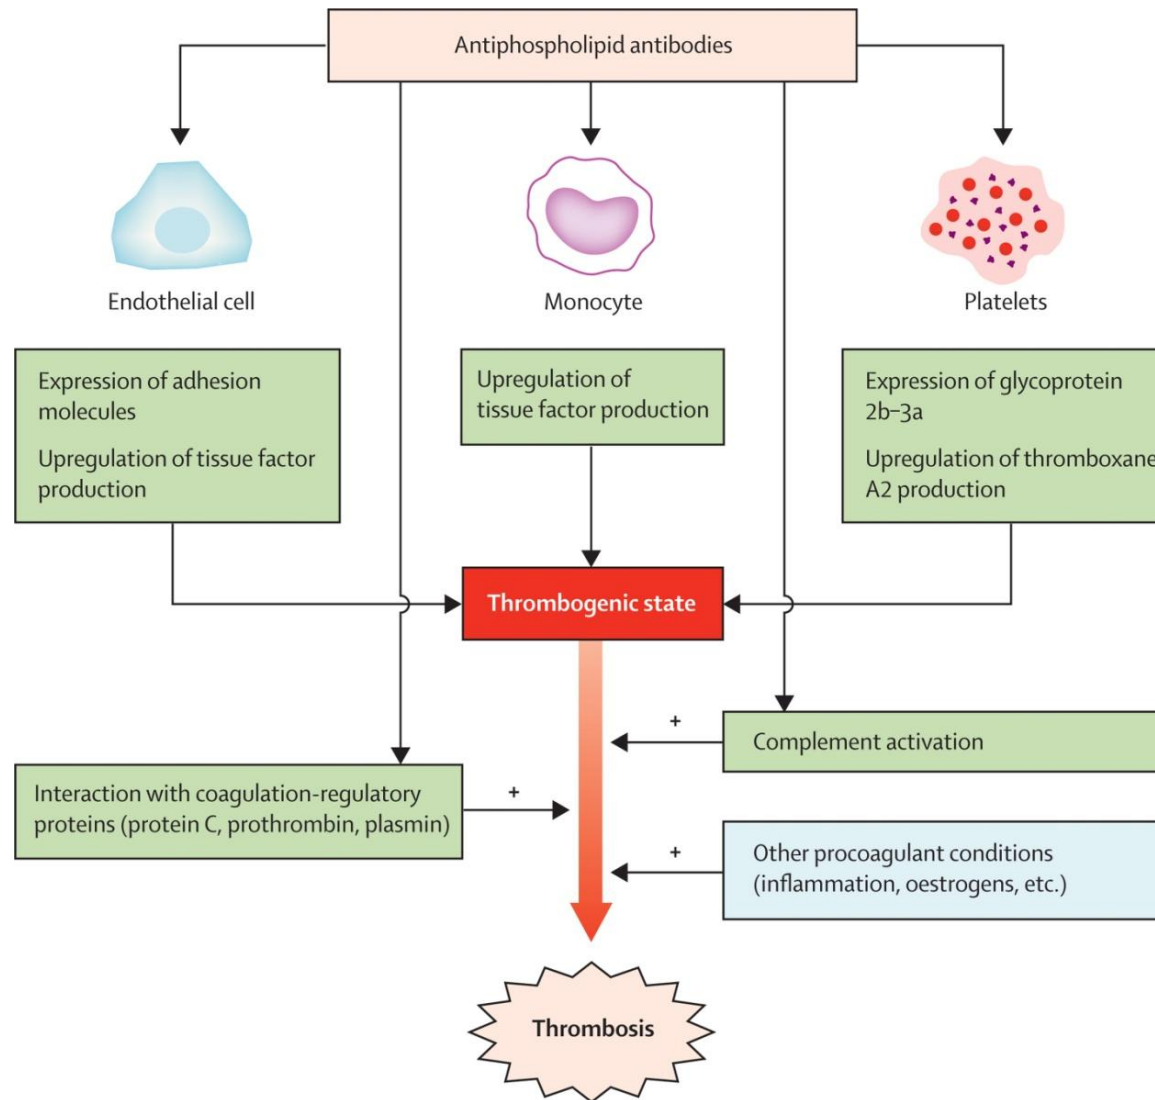 Antiphospholipid antibodies
Endothelial cell
Monocyte
Platelets
Expression of adhesion
molecules
Upregulation of tissue factor
production
Upregulation of
tissue factor production
Expression of glycoprotein
2b–3a
Upregulation of thromboxane
A2 production
Thrombogenic state
+
Complement activation
Interaction with coagulation-regulatory
proteins (protein C, prothrombin, plasmin)
+
+
Other procoagulant conditions
(inflammation, oestrogens, etc.)
Thrombosis